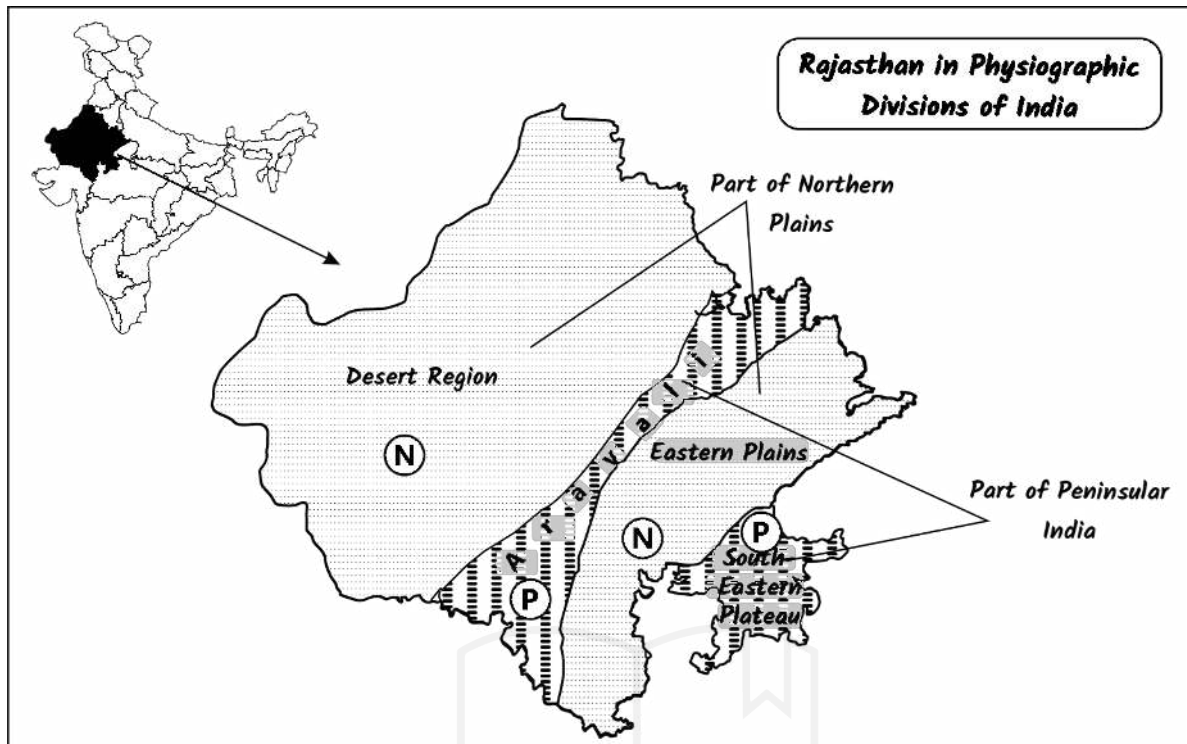 Rajasthan in Physiographic
Divisions of India
Part of Northern
Plains
Desert Region
Aravali
Eastern Plains
N
N
Part of Peninsular
India
P
South
Eastern
Plateau
P